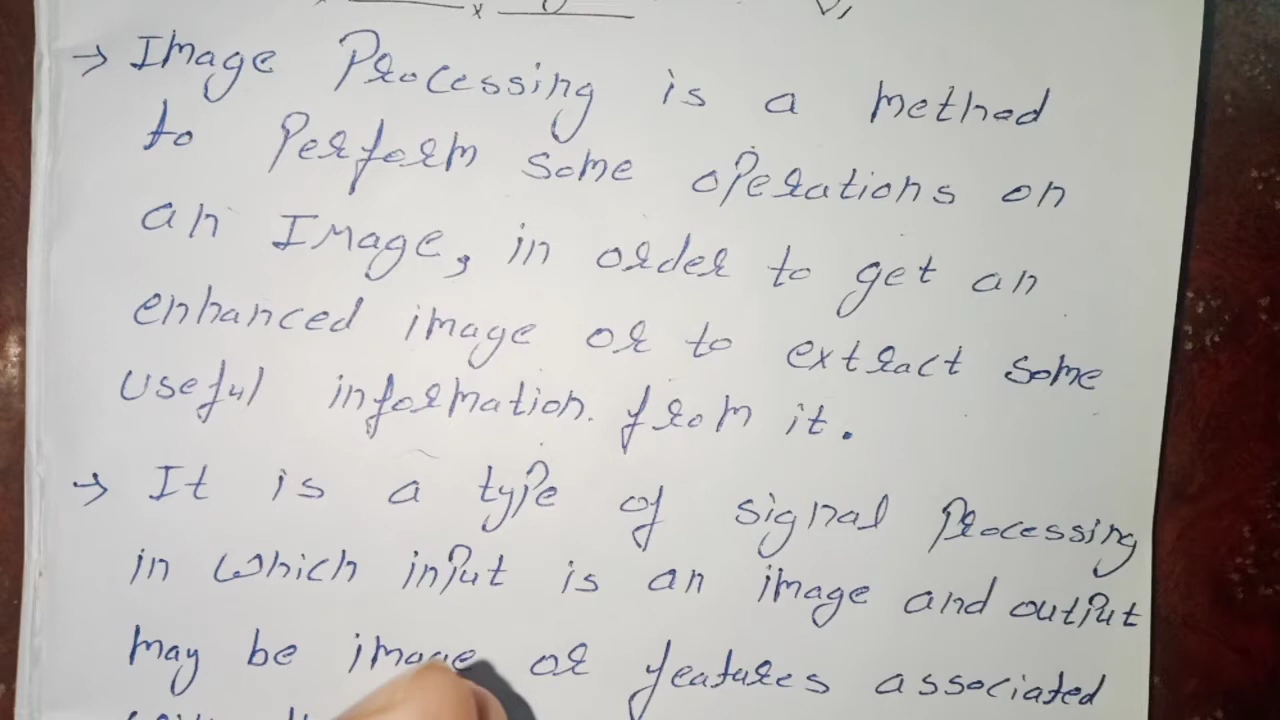 → Image Processing is a method
to Perform some operations on
an Image, in order to get an
enhanced image or to extract some
useful information. from it.
→ It is a type of signal Processing
in which input is an image and output
may be image or features associated